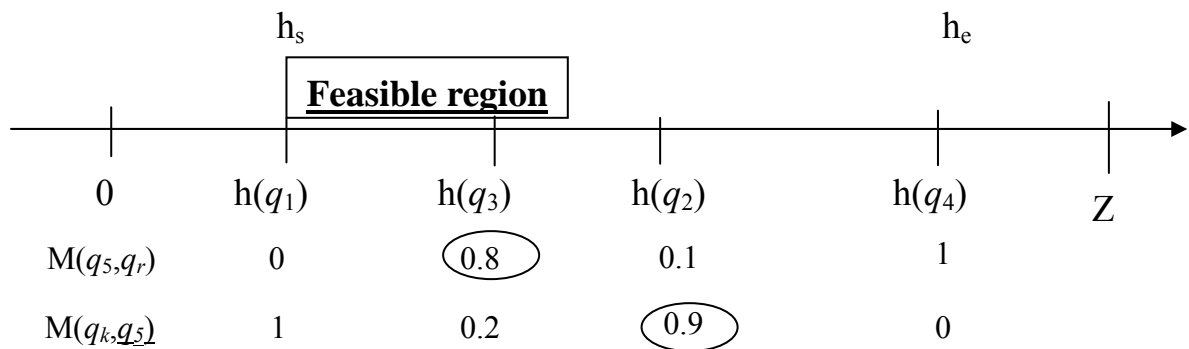 hₛ hₑ
Feasible region
0 h(q₁) h(q₃) h(q₂) h(q₄) Z
M(q₅,qᵣ) 0 0.8 0.1 1
M(qₖ,q₅) 1 0.2 0.9 0